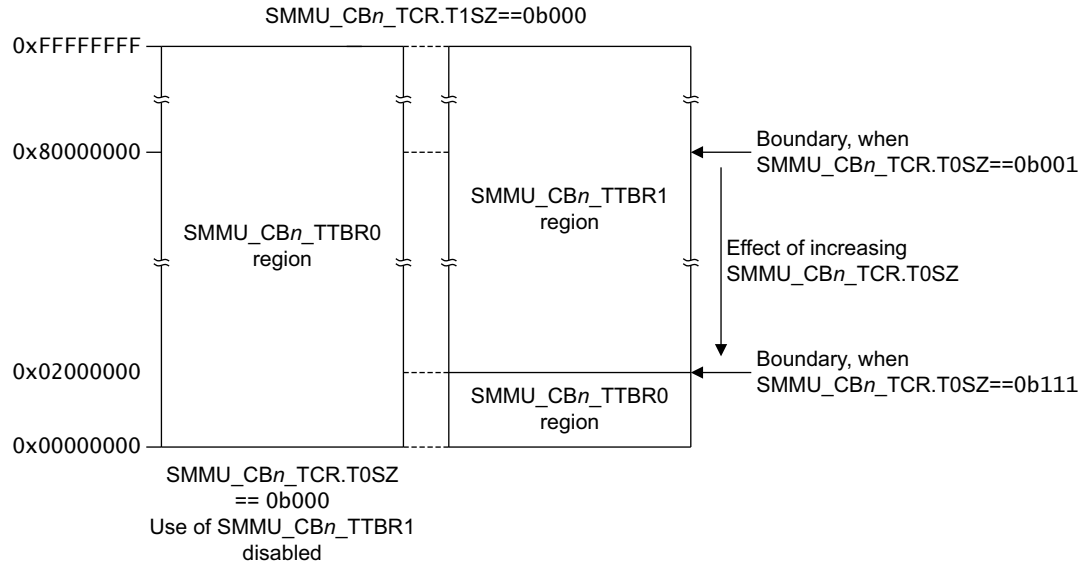 SMMU_CBn_TCR.T1SZ==0b000
0xFFFFFFFF
0x80000000
Boundary, when
SMMU_CBn_TCR.T0SZ==0b001
SMMU_CBn_TTBR0
region
SMMU_CBn_TTBR1
region
Effect of increasing
SMMU_CBn_TCR.T0SZ
0x02000000
Boundary, when
SMMU_CBn_TCR.T0SZ==0b111
SMMU_CBn_TTBR0
region
0x00000000
SMMU_CBn_TCR.T0SZ
== 0b000
Use of SMMU_CBn_TTBR1
disabled